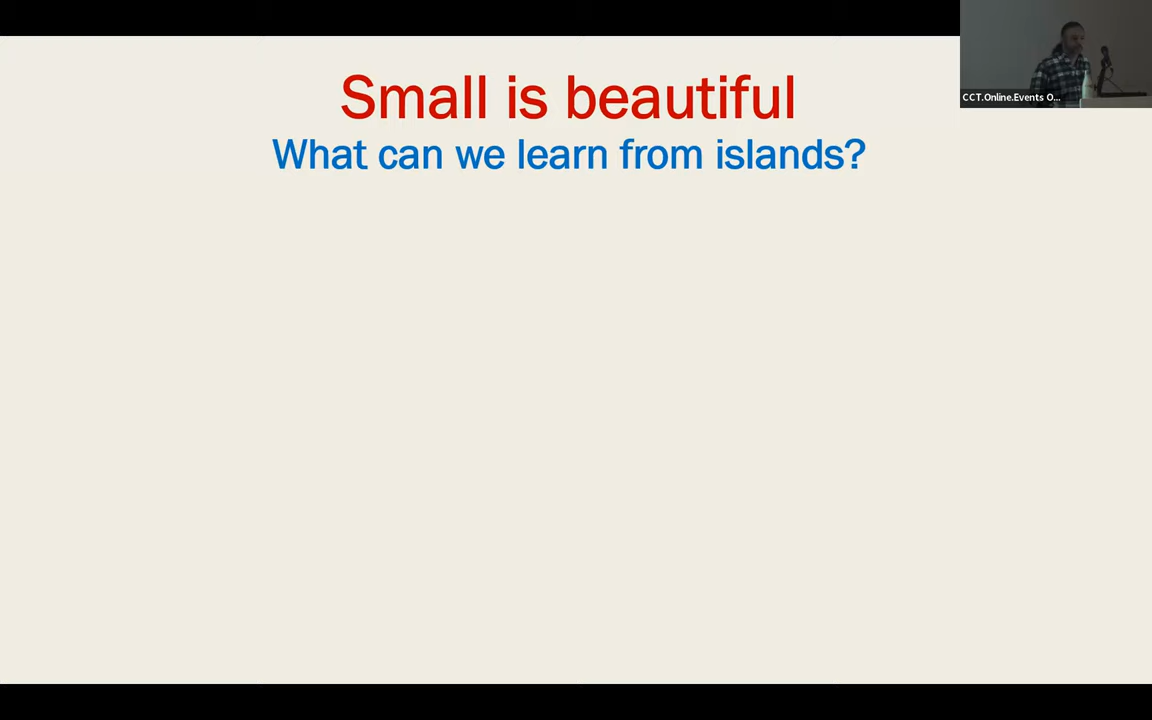 Small is beautiful
What can we learn from islands?
CCT.Online.Events O...